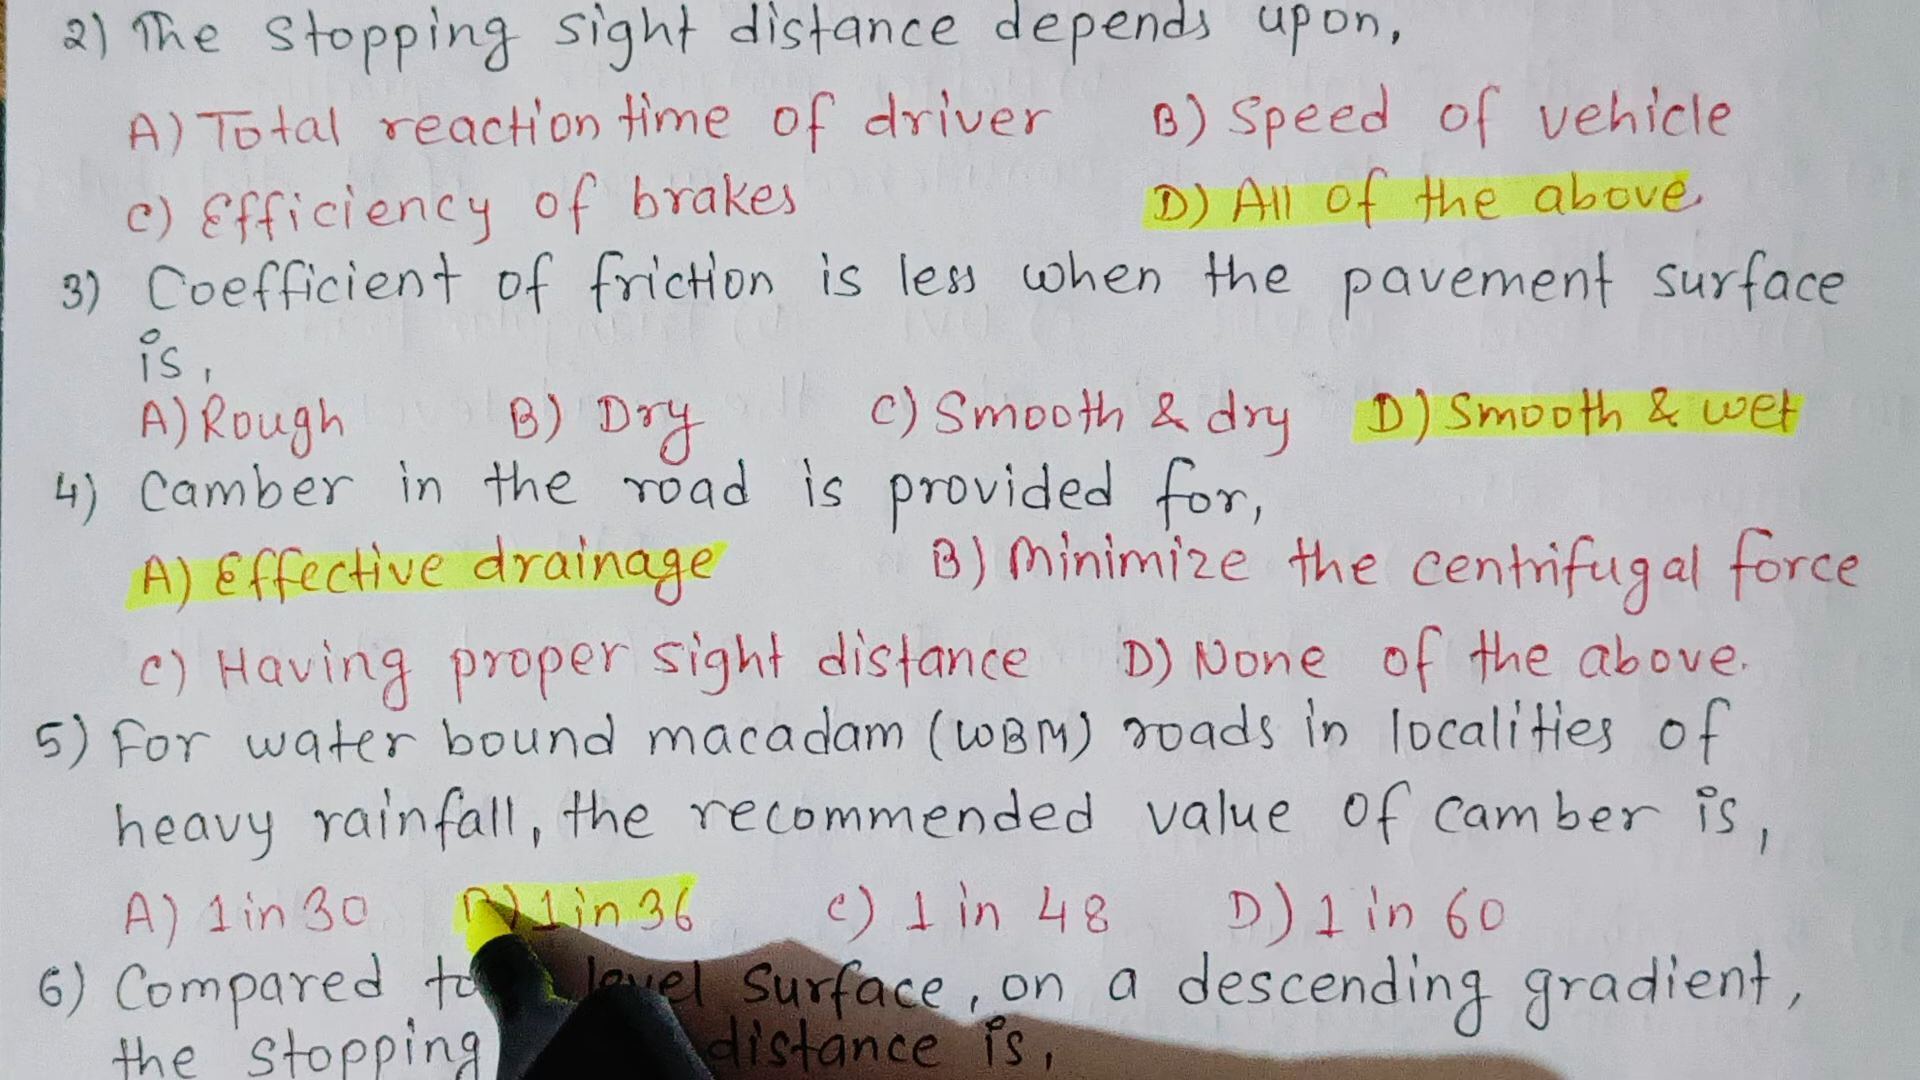 2) The stopping sight distance depends upon,
A) Total reaction time of driver B) Speed of vehicle
C) Efficiency of brakes D) All of the above.
3) Coefficient of friction is less when the pavement surface
is,
A) Rough B) Dry C) Smooth & dry D) Smooth & wet
4) Camber in the road is provided for,
A) Effective drainage B) Minimize the centrifugal force
C) Having proper sight distance D) None of the above.
5) For water bound macadam (WBM) roads in localities of
heavy rainfall, the recommended value of camber is,
A) 1 in 30 B) 1 in 36 C) 1 in 48 D) 1 in 60
6) Compared to level surface, on a descending gradient,
the stopping distance is,